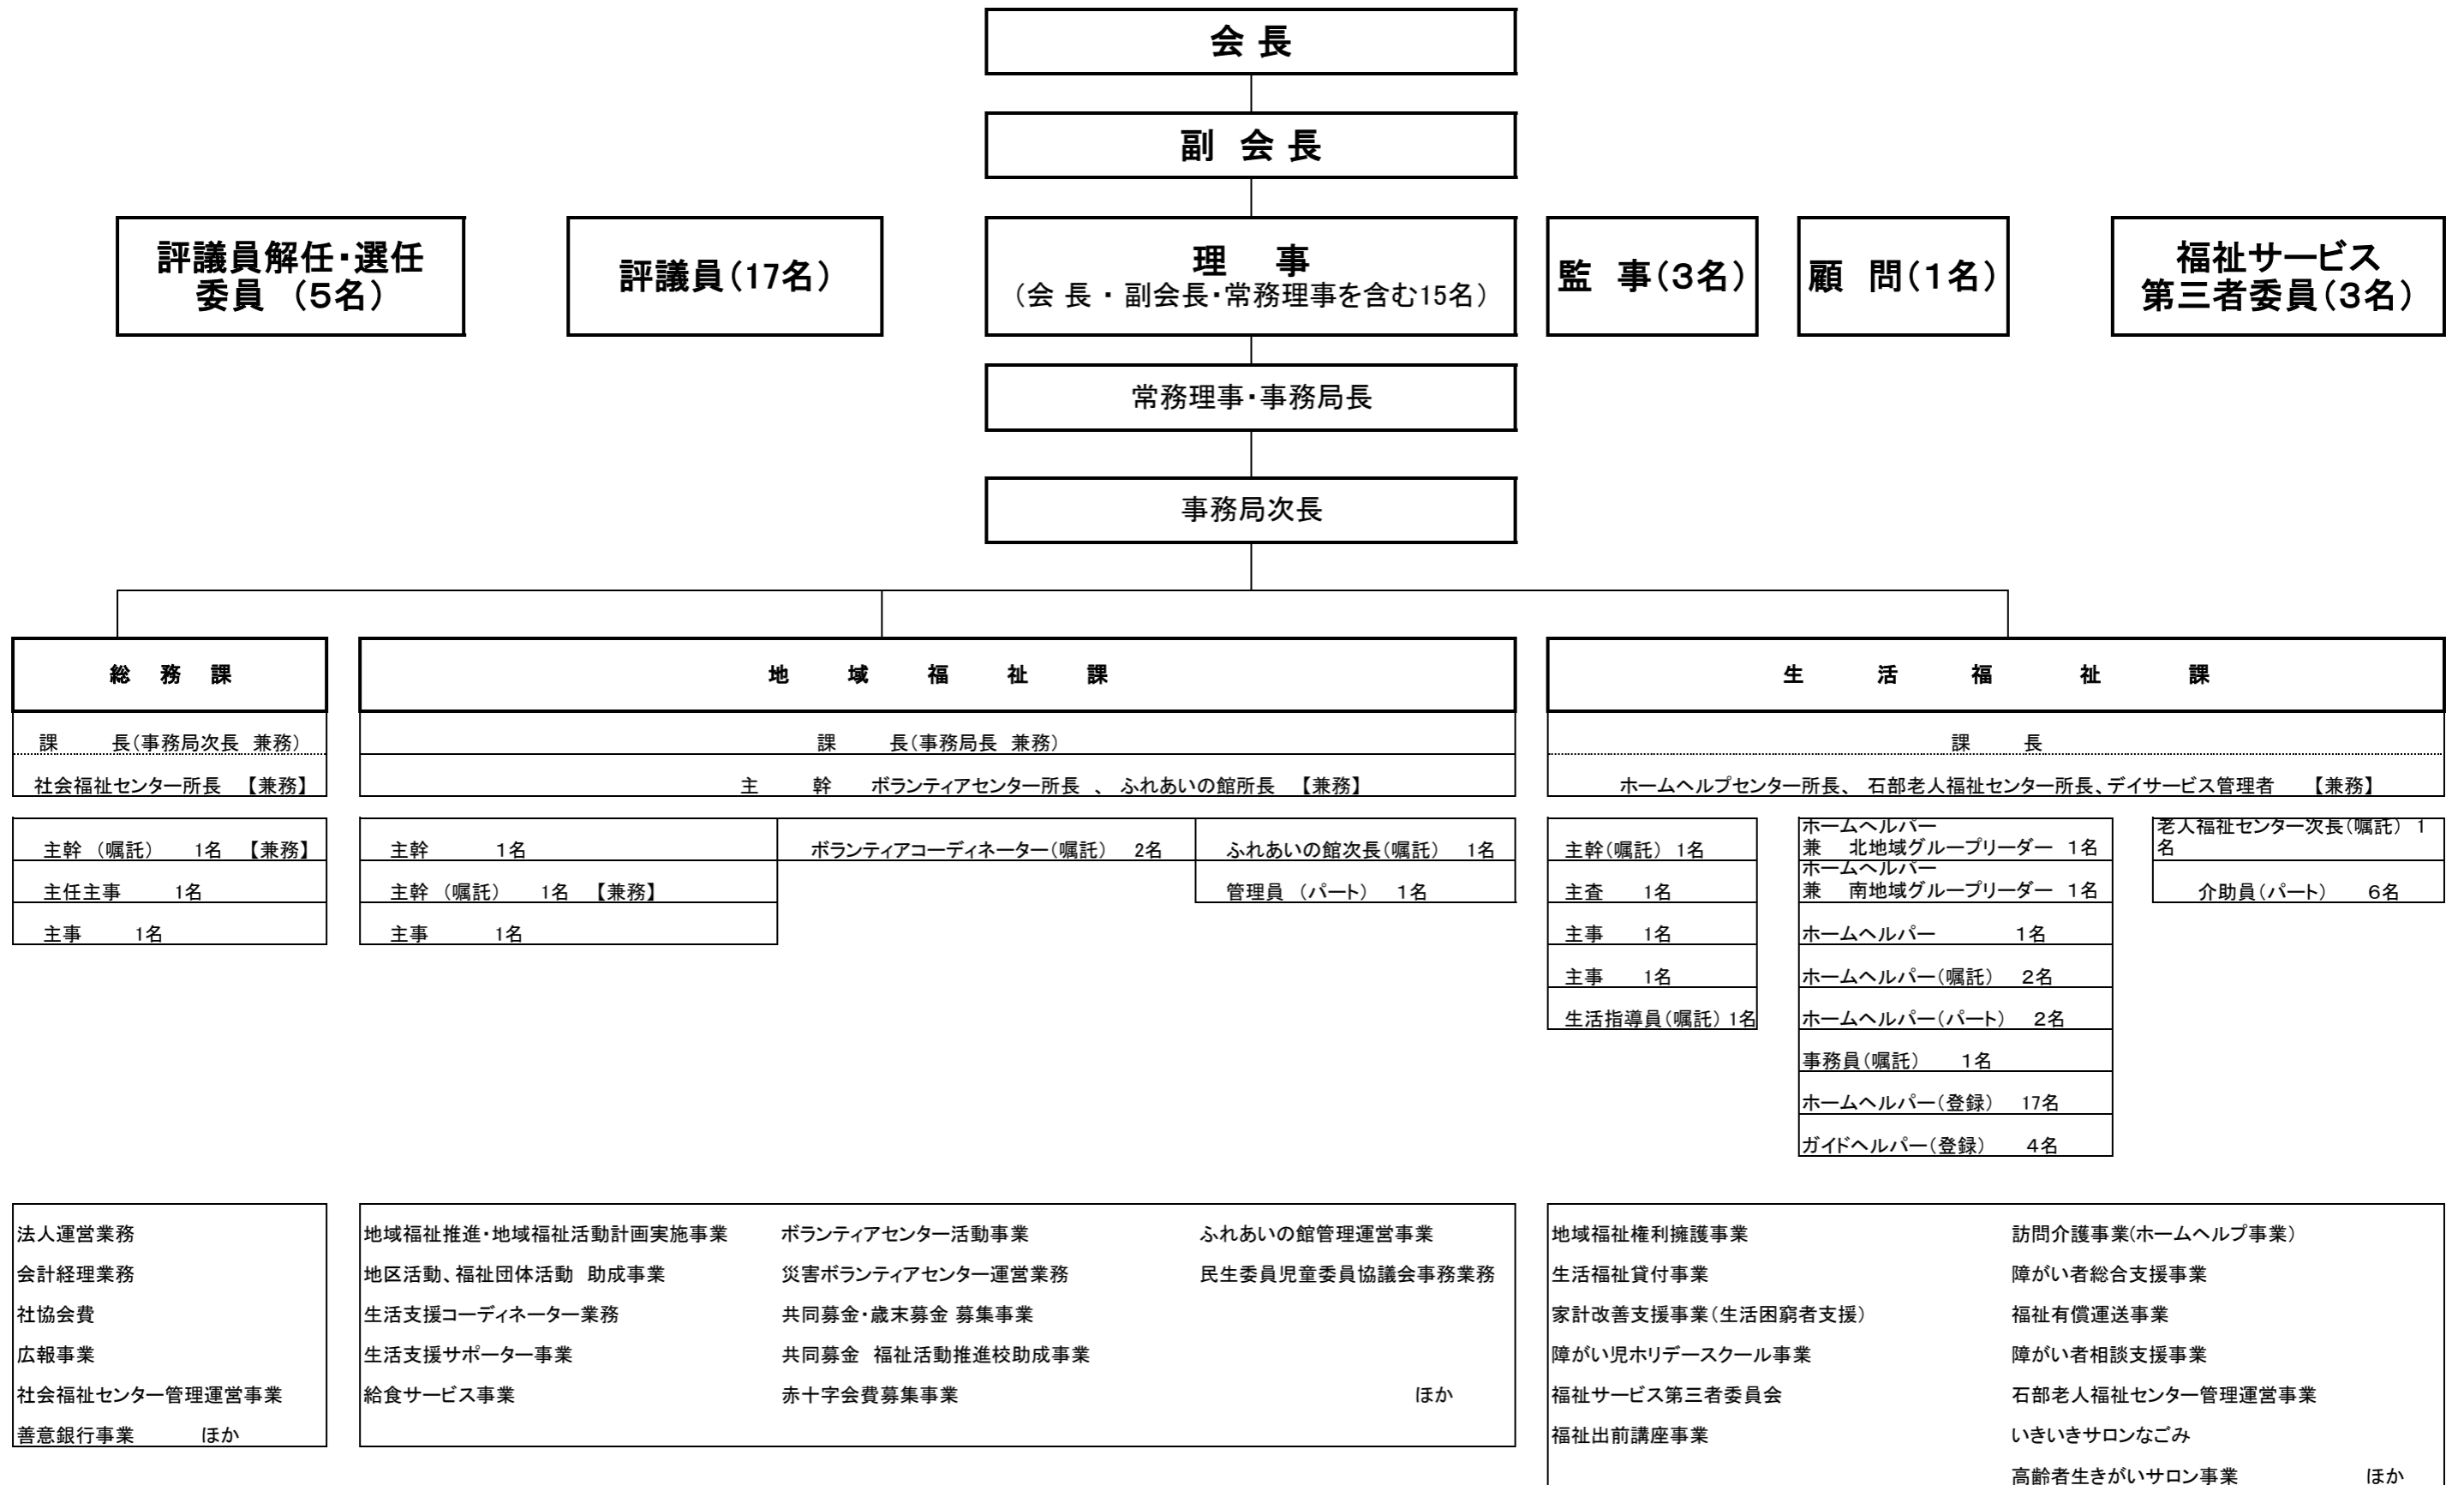 会 長
副 会 長
評議員解任・選任
委員 （５名）
評議員（17名）
理 事
（会 長 ・ 副会長・常務理事を含む15名）
監 事（３名）
顧 問（１名）
福祉サービス
第三者委員（３名）
常務理事・事務局長
事務局次長
総 務 課
課 長（事務局次長 兼務）
社会福祉センター所長 【兼務】
主幹 （嘱託） 1名 【兼務】
主任主事 1名
主事 1名
地 域 福 祉 課
課 長（事務局長 兼務）
主 幹 ボランティアセンター所長 、 ふれあいの館所長 【兼務】
主幹 1名
主幹 （嘱託） 1名 【兼務】
主事 1名
ボランティアコーディネーター（嘱託） 2名
ふれあいの館次長（嘱託） 1名
管理員 （パート） 1名
生 活 福 祉 課
課 長
ホームヘルプセンター所長、 石部老人福祉センター所長、デイサービス管理者 【兼務】
主幹（嘱託） 1名
主査 1名
主事 1名
主事 1名
生活指導員（嘱託） 1名
ホームヘルパー
兼 北地域グループリーダー 1名
ホームヘルパー
兼 南地域グループリーダー 1名
ホームヘルパー 1名
ホームヘルパー（嘱託） 2名
ホームヘルパー（パート） 2名
事務員（嘱託） 1名
ホームヘルパー（登録） 17名
ガイドヘルパー（登録） 4名
老人福祉センター次長（嘱託） 1
名
介助員（パート） 6名
法人運営業務
会計経理業務
社協会費
広報事業
社会福祉センター管理運営事業
善意銀行事業 ほか
地域福祉推進・地域福祉活動計画実施事業
地区活動、福祉団体活動 助成事業
生活支援コーディネーター業務
生活支援サポーター事業
給食サービス事業
ボランティアセンター活動事業
災害ボランティアセンター運営業務
共同募金・歳末募金 募集事業
共同募金 福祉活動推進校助成事業
赤十字会費募集事業
ふれあいの館管理運営事業
民生委員児童委員協議会事務業務
ほか
地域福祉権利擁護事業
生活福祉貸付事業
家計改善支援事業（生活困窮者支援）
障がい児ホリデースクール事業
福祉サービス第三者委員会
福祉出前講座事業
訪問介護事業(ホームヘルプ事業）
障がい者総合支援事業
福祉有償運送事業
障がい者相談支援事業
石部老人福祉センター管理運営事業
いきいきサロンなごみ
高齢者生きがいサロン事業 ほか